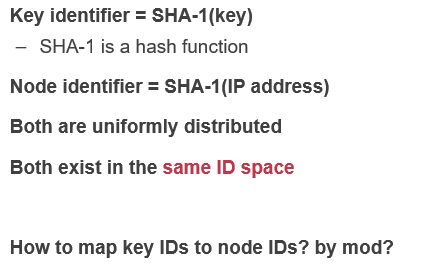 Key identifier = SHA-1(key)
– SHA-1 is a hash function
Node identifier = SHA-1(IP address)
Both are uniformly distributed
Both exist in the same ID space
How to map key IDs to node IDs? by mod?